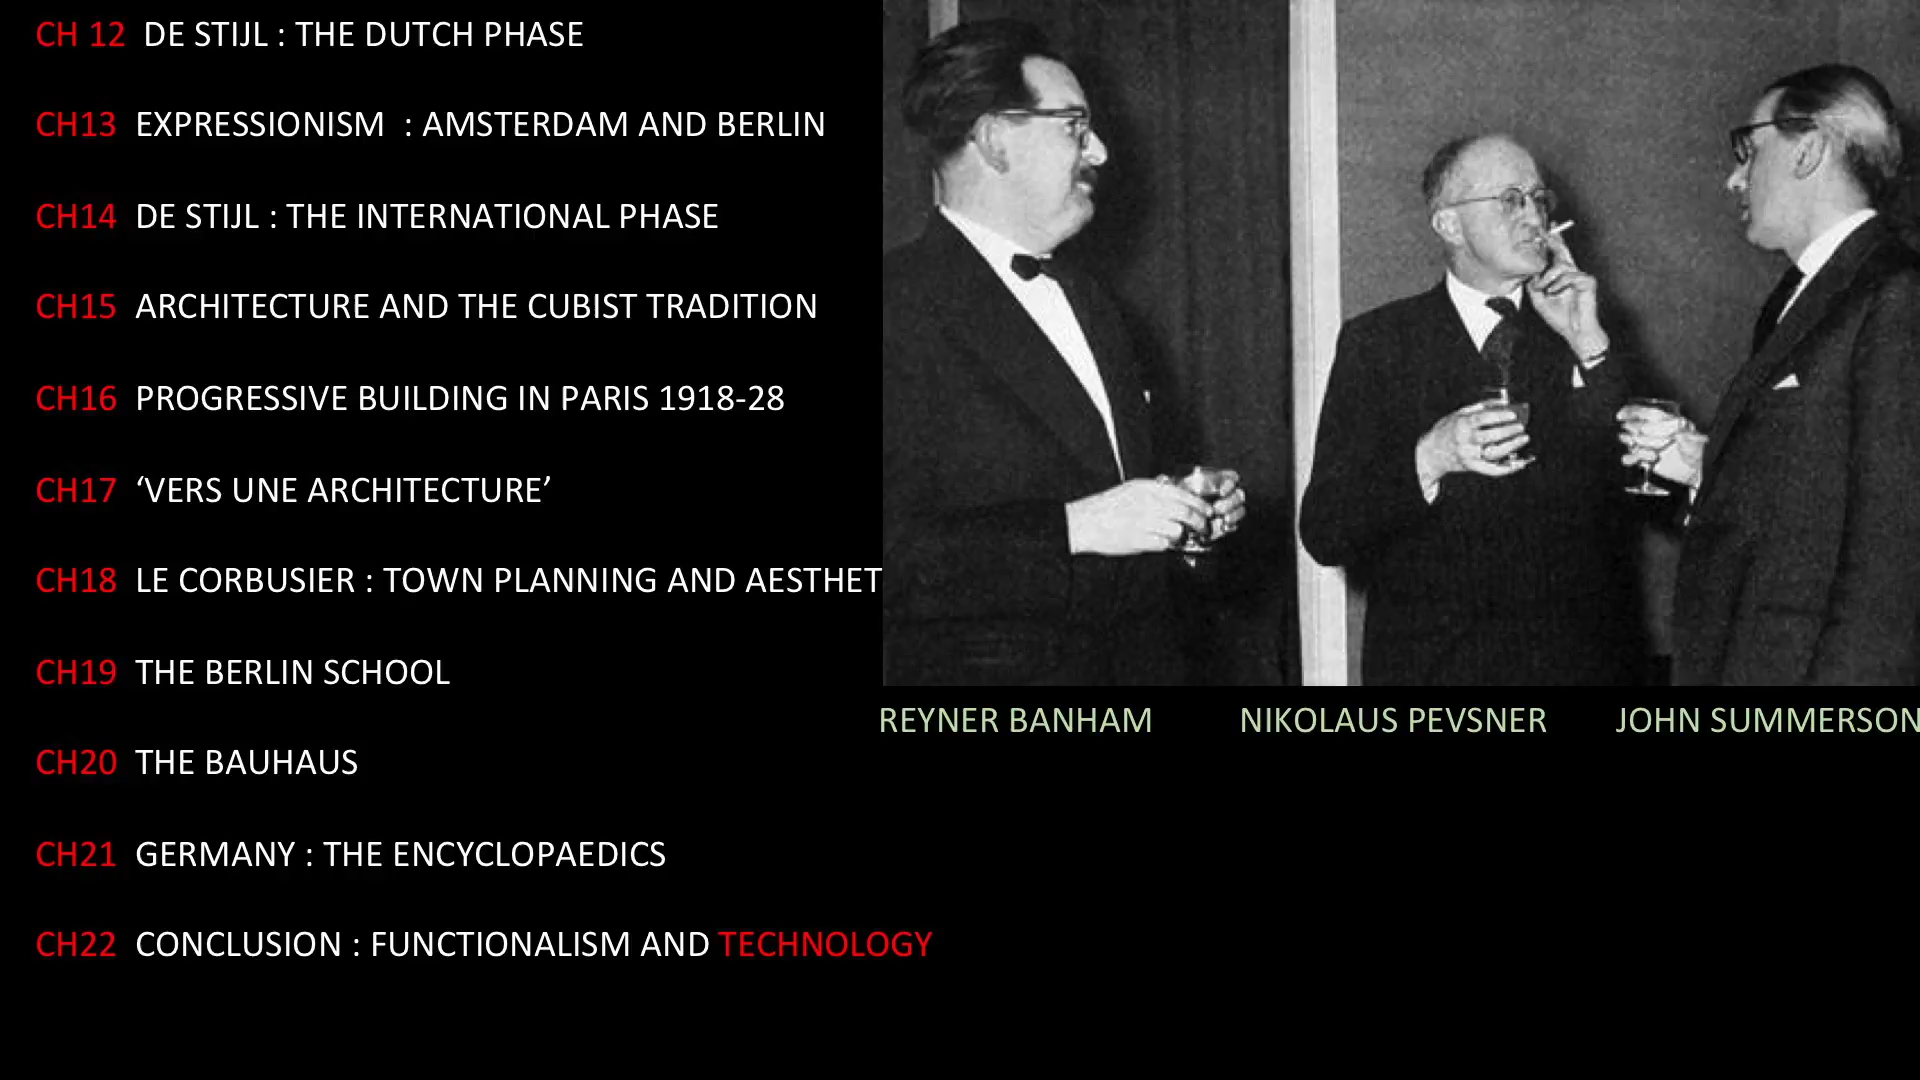 CH 12 DE STIJL : THE DUTCH PHASE
CH13 EXPRESSIONISM : AMSTERDAM AND BERLIN
CH14 DE STIJL : THE INTERNATIONAL PHASE
CH15 ARCHITECTURE AND THE CUBIST TRADITION
CH16 PROGRESSIVE BUILDING IN PARIS 1918-28
CH17 ‘VERS UNE ARCHITECTURE’
CH18 LE CORBUSIER : TOWN PLANNING AND AESTHET
CH19 THE BERLIN SCHOOL
CH20 THE BAUHAUS
CH21 GERMANY : THE ENCYCLOPAEDICS
CH22 CONCLUSION : FUNCTIONALISM AND TECHNOLOGY
REYNER BANHAM NIKOLAUS PEVSNER JOHN SUMMERSON